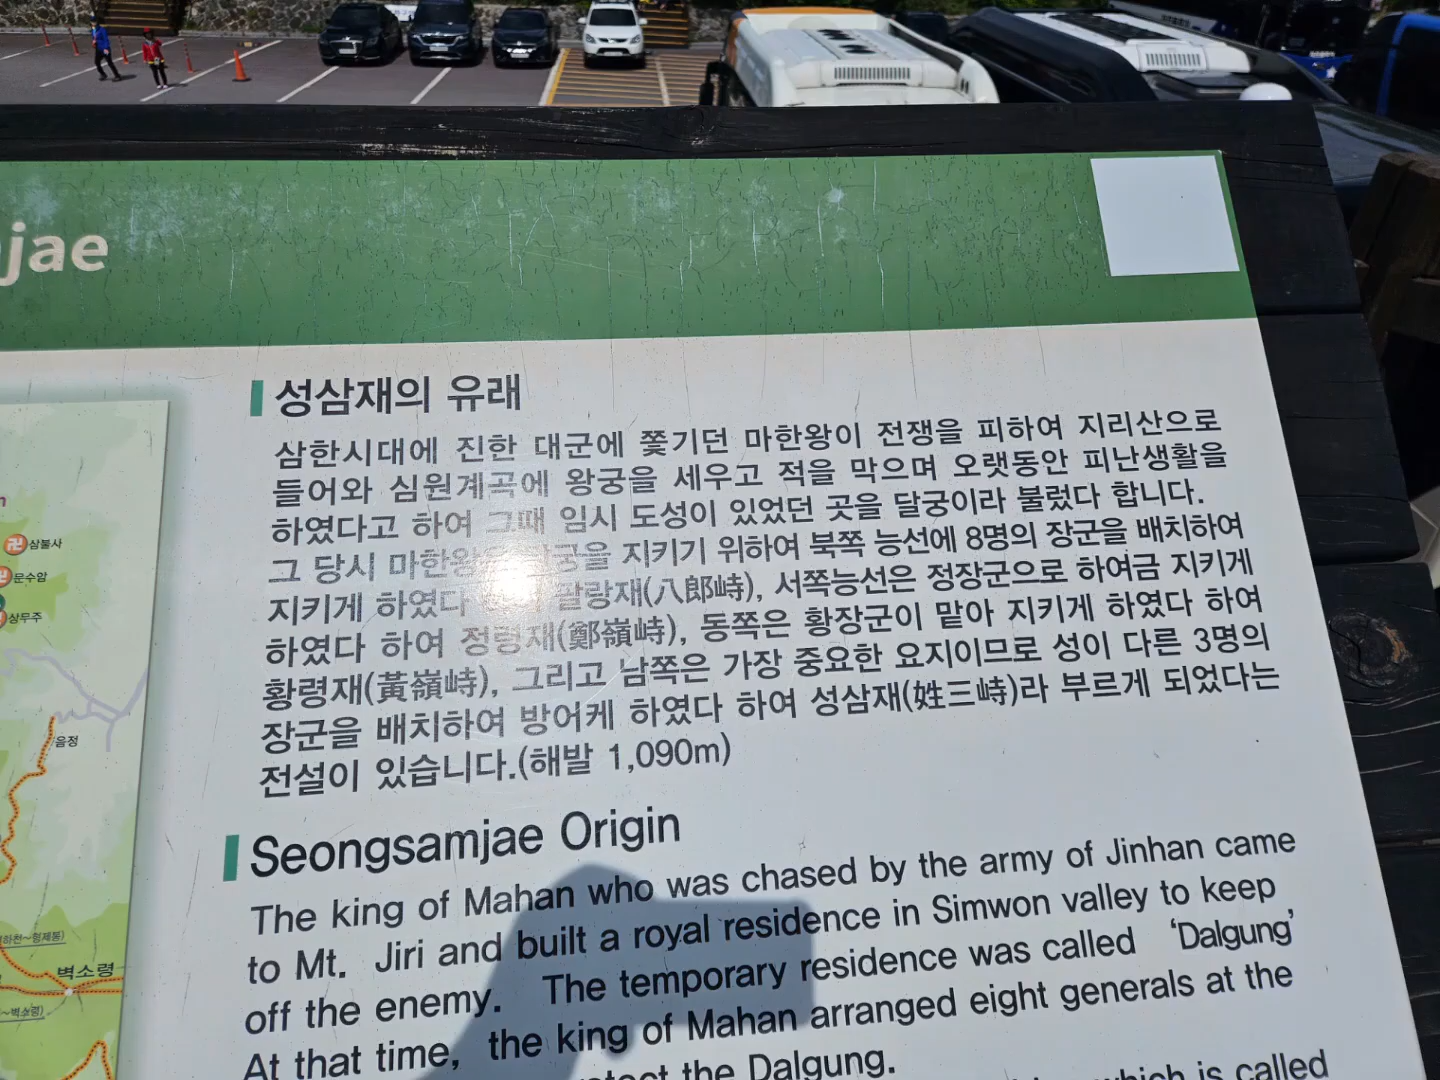 jae
성삼재의 유래
삼한시대에 진한 대군에 쫓기던 마한왕이 전쟁을 피하여 지리산으로
들어와 심원계곡에 왕궁을 세우고 적을 막으며 오랫동안 피난생활을
하였다고 하여 그때 임시 도성이 있었던 곳을 달궁이라 불렀다 합니다.
그 당시 마한왕은 달궁을 지키기 위하여 북쪽 능선에 8명의 장군을 배치하여
지키게 하였다 팔랑재(八郎峙), 서쪽능선은 정장군으로 하여금 지키게
하였다 하여 정령재(鄭嶺峙), 동쪽은 황장군이 맡아 지키게 하였다 하여
황령재(黃嶺峙), 그리고 남쪽은 가장 중요한 요지이므로 성이 다른 3명의
장군을 배치하여 방어케 하였다 하여 성삼재(姓三峙)라 부르게 되었다는
전설이 있습니다.(해발 1,090m)
Seongsamjae Origin
The king of Mahan who was chased by the army of Jinhan came
to Mt. Jiri and built a royal residence in Simwon valley to keep
off the enemy. The temporary residence was called ‘Dalgung’
At that time, the king of Mahan arranged eight generals at the
the Dalgung.
which is called
삼불사
문수암
상무주
음정
벽소령